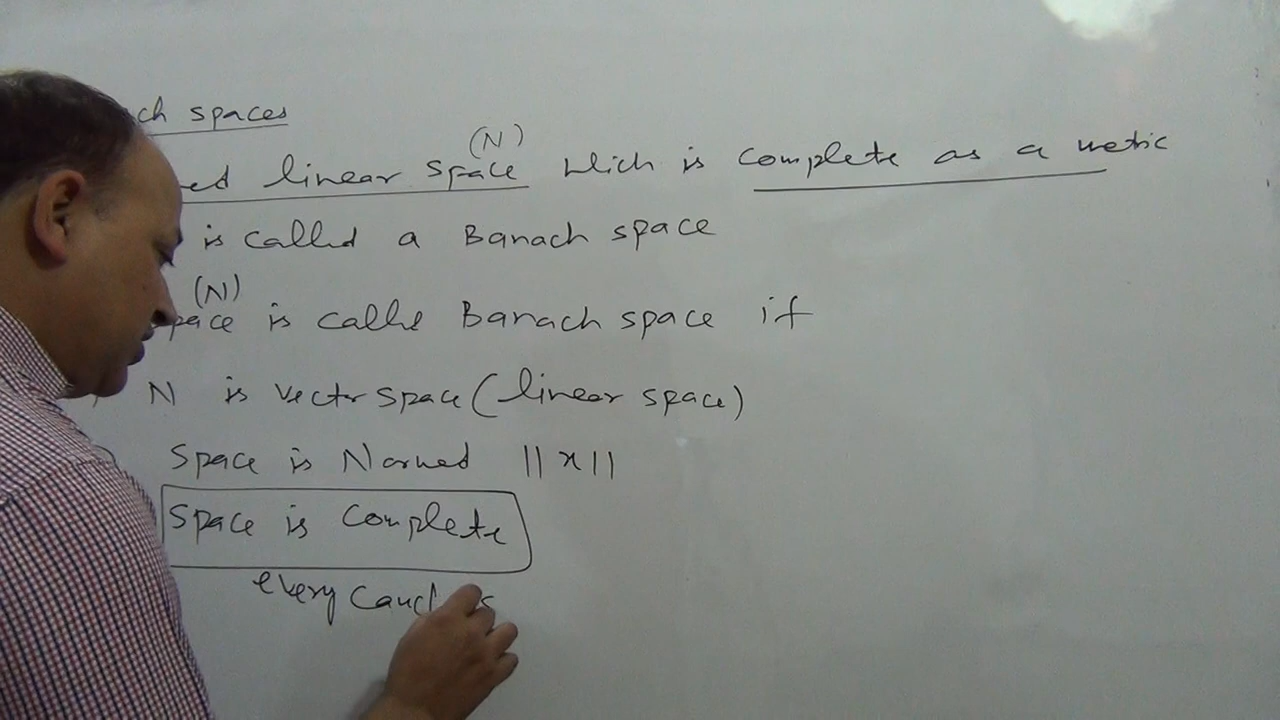 ch spaces
(N)
ed linear space which is complete as a metric
is called a Banach space
(N)
pace is calle Banach space if
N is vector space (linear space)
Space is Normed ||x||
Space is Complete
every Cauc